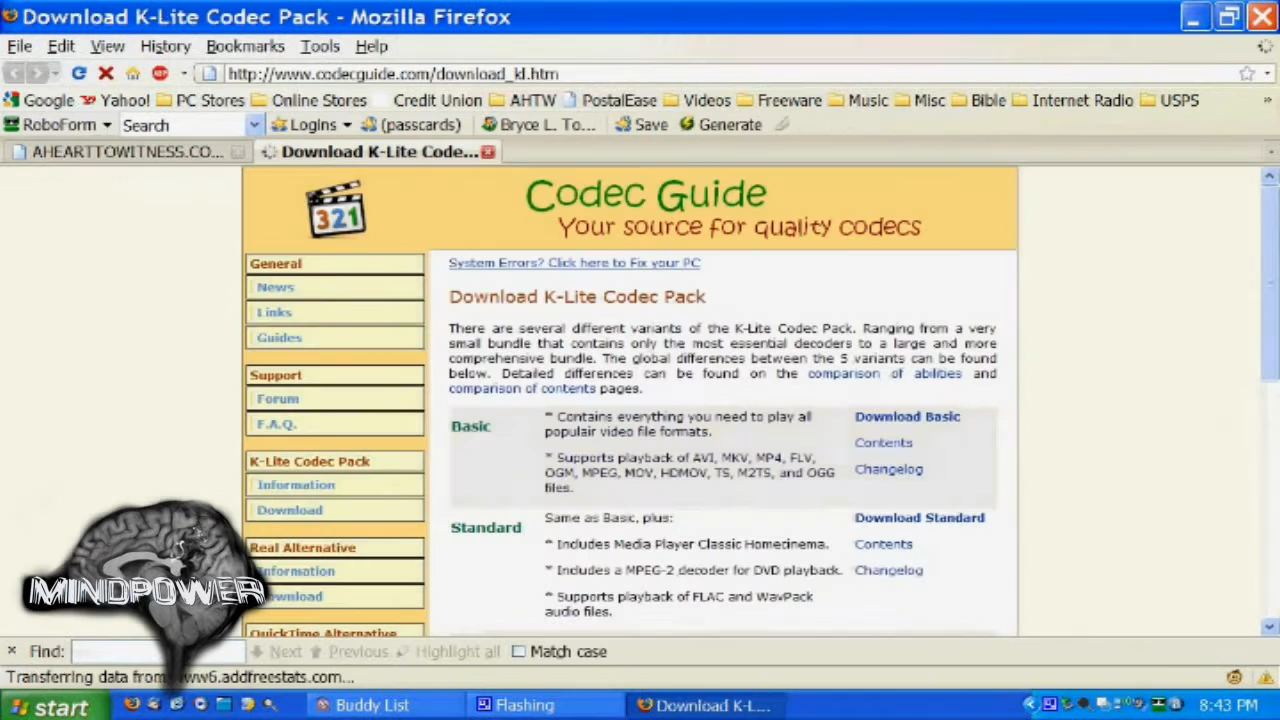 Download K-Lite Codec Pack - Mozilla Firefox
File Edit View History Bookmarks Tools Help
http://www.codecguide.com/download_kl.htm
Google Yahoo! PC Stores Online Stores Credit Union AHTW PostalEase Videos Freeware Music Misc Bible Internet Radio USPS »
RoboForm Search Logins (passcards) Bryce L. To... Save Generate
AHEARTTOWITNESS.CO... Download K-Lite Code...
321
Codec Guide
Your source for quality codecs
General
News
Links
Guides
Support
Forum
F.A.Q.
K-Lite Codec Pack
Information
Download
Real Alternative
Information
Download
QuickTime Alternative
System Errors? Click here to Fix your PC
Download K-Lite Codec Pack
There are several different variants of the K-Lite Codec Pack. Ranging from a very
small bundle that contains only the most essential decoders to a large and more
comprehensive bundle. The global differences between the 5 variants can be found
below. Detailed differences can be found on the comparison of abilities and
comparison of contents pages.
Basic
* Contains everything you need to play all
populair video file formats.
* Supports playback of AVI, MKV, MP4, FLV,
OGM, MPEG, MOV, HDMOV, TS, M2TS, and OGG
files.
Download Basic
Contents
Changelog
Standard
Same as Basic, plus:
* Includes Media Player Classic Homecinema.
* Includes a MPEG-2 decoder for DVD playback.
* Supports playback of FLAC and WavPack
audio files.
Download Standard
Contents
Changelog
MINDPOWER
Find: Next Previous Highlight all Match case
Transferring data from www6.addfreestats.com...
start Buddy List Flashing Download K-L... 8:43 PM